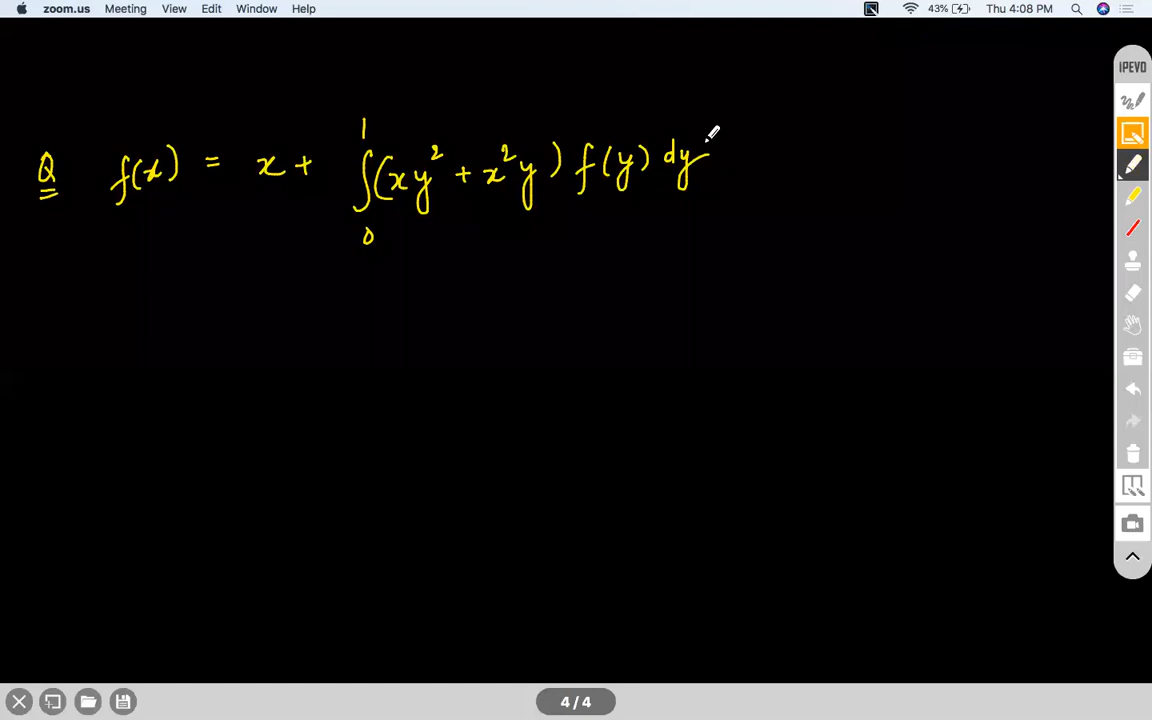 zoom.us Meeting View Edit Window Help 43% Thu 4:08 PM
IPEVO
Q f(x) = x + ∫₀¹ (xy² + x²y) f(y) dy
4 / 4